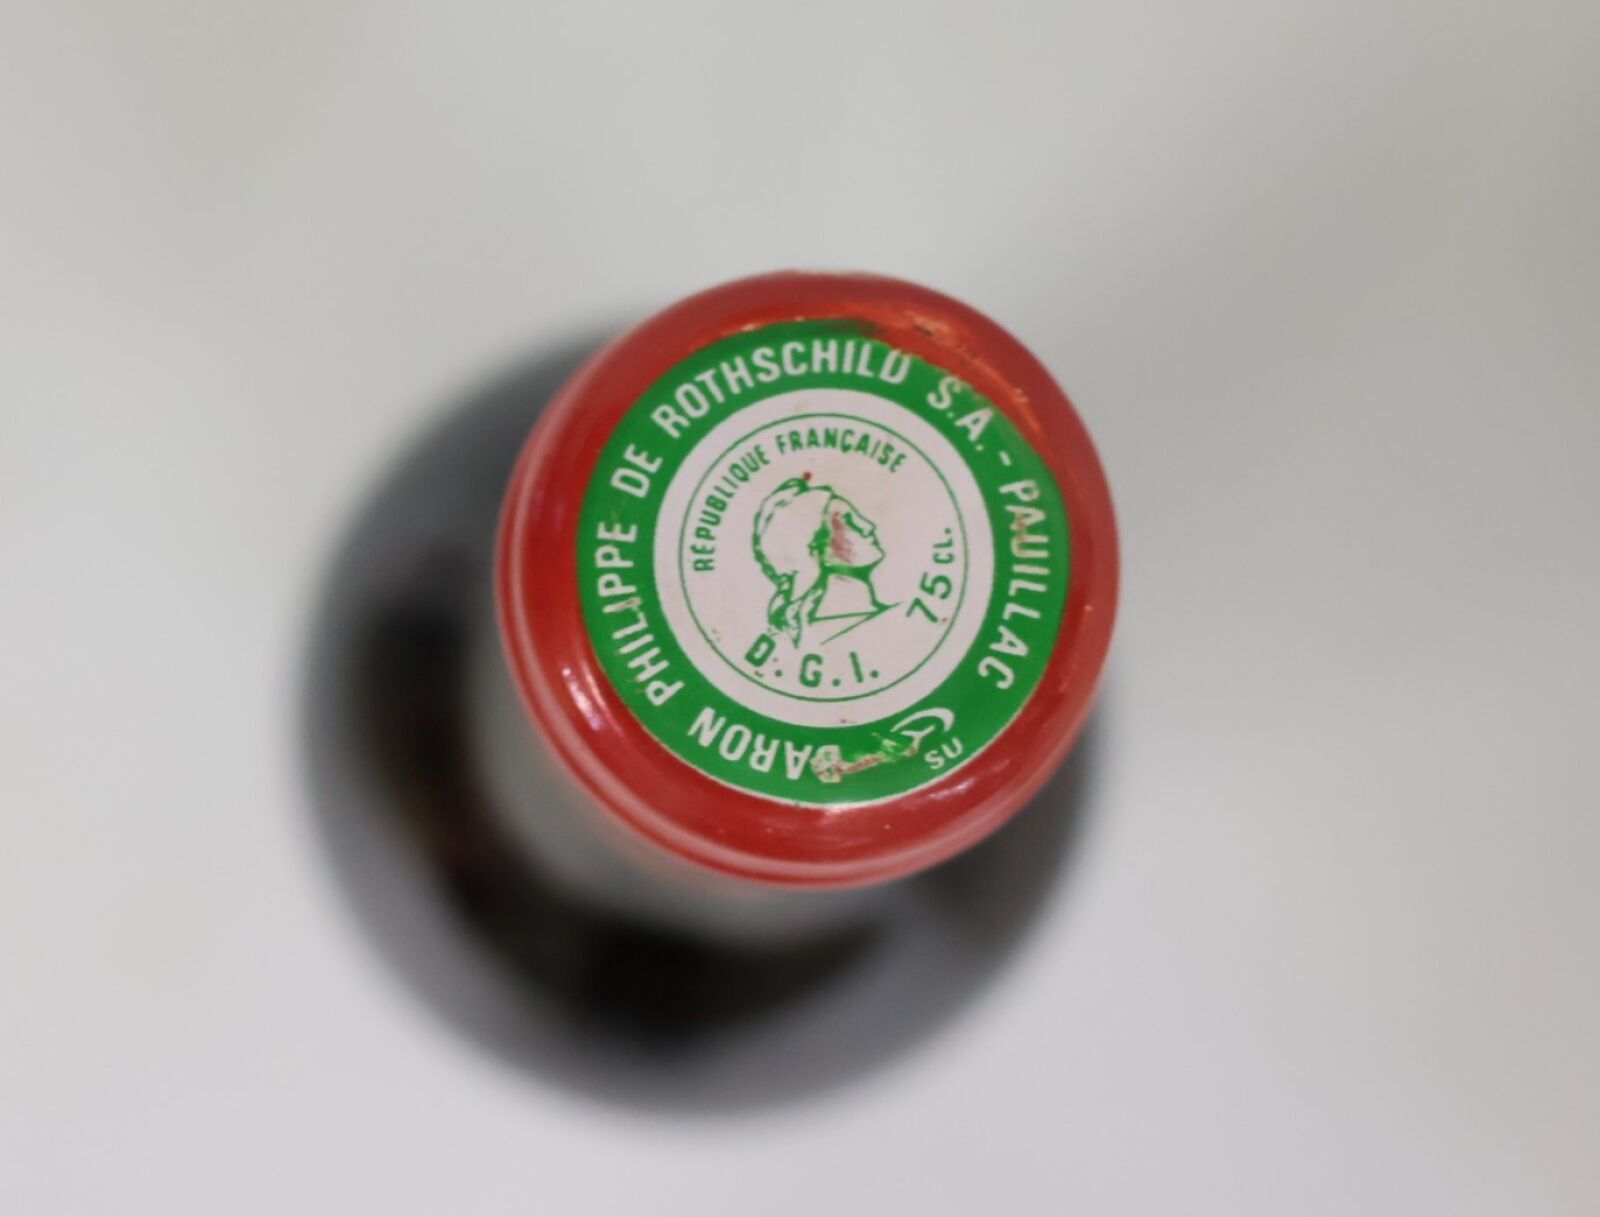 BARON PHILIPPE DE ROTHSCHILD S.A. - PAUILLAC
SU
RÉPUBLIQUE FRANÇAISE
75 CL.
D.G.I.